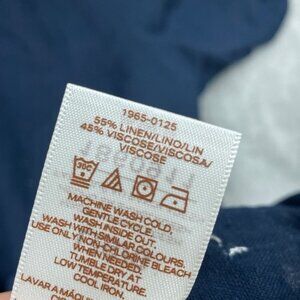 1965-0125
55% LINEN/LINO/LIN
45% VISCOSE/VISCOSA/
VISCOSE
30C
MACHINE WASH COLD,
GENTLE CYCLE.
WASH INSIDE OUT.
WASH WITH SIMILAR COLOURS.
USE ONLY NON-CHLORINE BLEACH
WHEN NEEDED.
TUMBLE DRY AT
LOW TEMPERATURE.
COOL IRON.